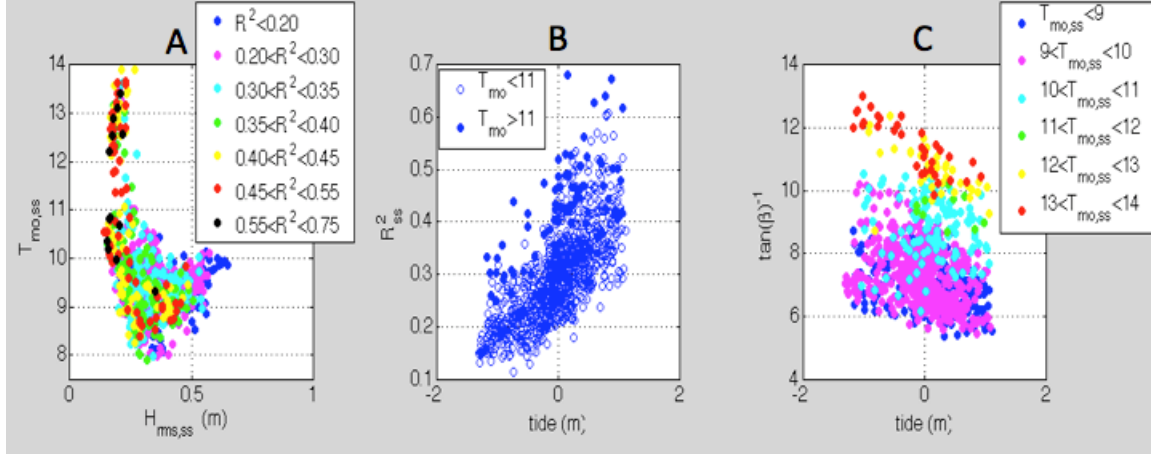 A
R²<0.20
0.20<R²<0.30
0.30<R²<0.35
0.35<R²<0.40
0.40<R²<0.45
0.45<R²<0.55
0.55<R²<0.75
14
13
12
11
10
9
8
T_mo,ss
0
0.5
1
H_rms,ss (m)
B
T_mo<11
T_mo>11
0.7
0.6
0.5
0.4
0.3
0.2
0.1
R²_ss
-2
0
2
tide (m)
C
T_mo,ss<9
9<T_mo,ss<10
10<T_mo,ss<11
11<T_mo,ss<12
12<T_mo,ss<13
13<T_mo,ss<14
14
12
10
8
6
4
tan(β)⁻¹
-2
0
2
tide (m)